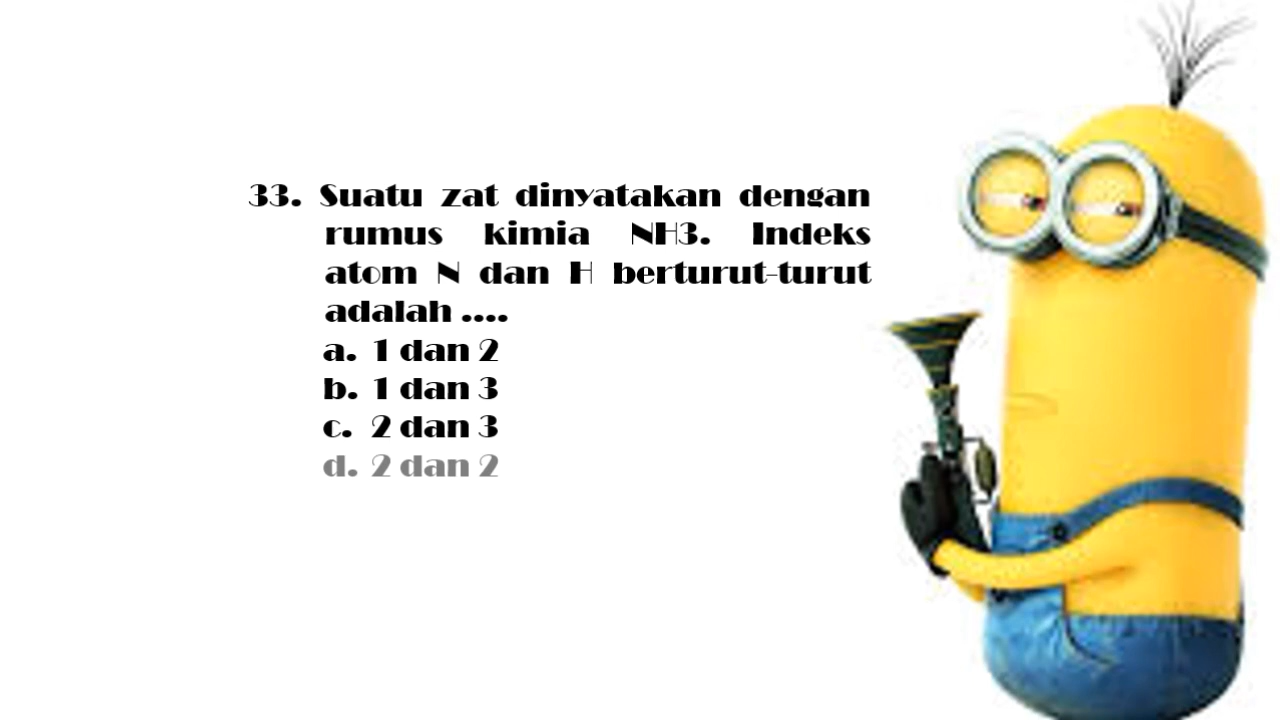 33. Suatu zat dinyatakan dengan
rumus kimia NH3. Indeks
atom N dan H berturut-turut
adalah ....
a. 1 dan 2
b. 1 dan 3
c. 2 dan 3
d. 2 dan 2